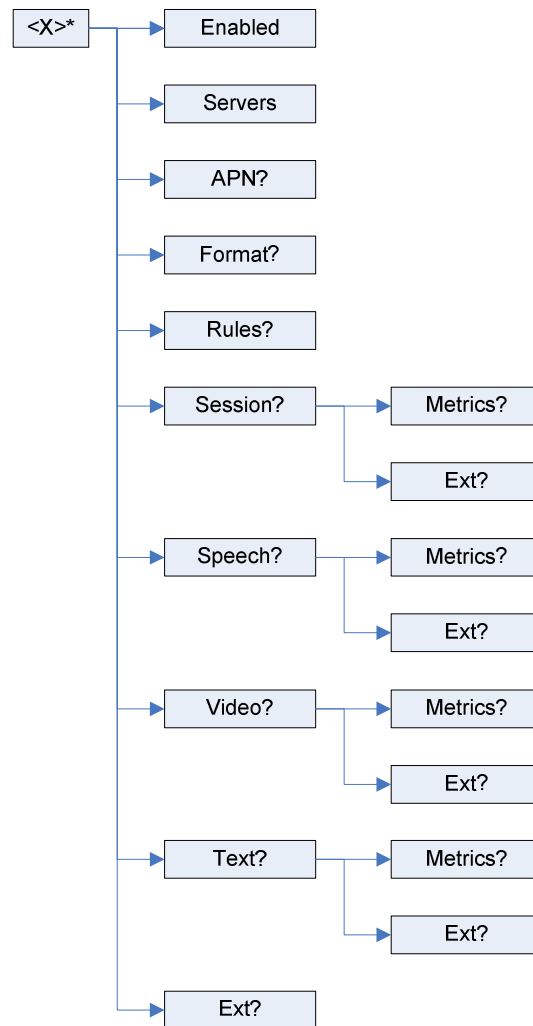 <X>*
Enabled
Servers
APN?
Format?
Rules?
Session?
Metrics?
Ext?
Speech?
Metrics?
Ext?
Video?
Metrics?
Ext?
Text?
Metrics?
Ext?
Ext?